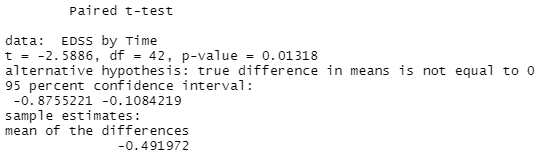 Paired t-test
data:  EDSS by Time
t = -2.5886, df = 42, p-value = 0.01318
alternative hypothesis: true difference in means is not equal to 0
95 percent confidence interval:
 -0.8755221 -0.1084219
sample estimates:
mean of the differences
              -0.491972